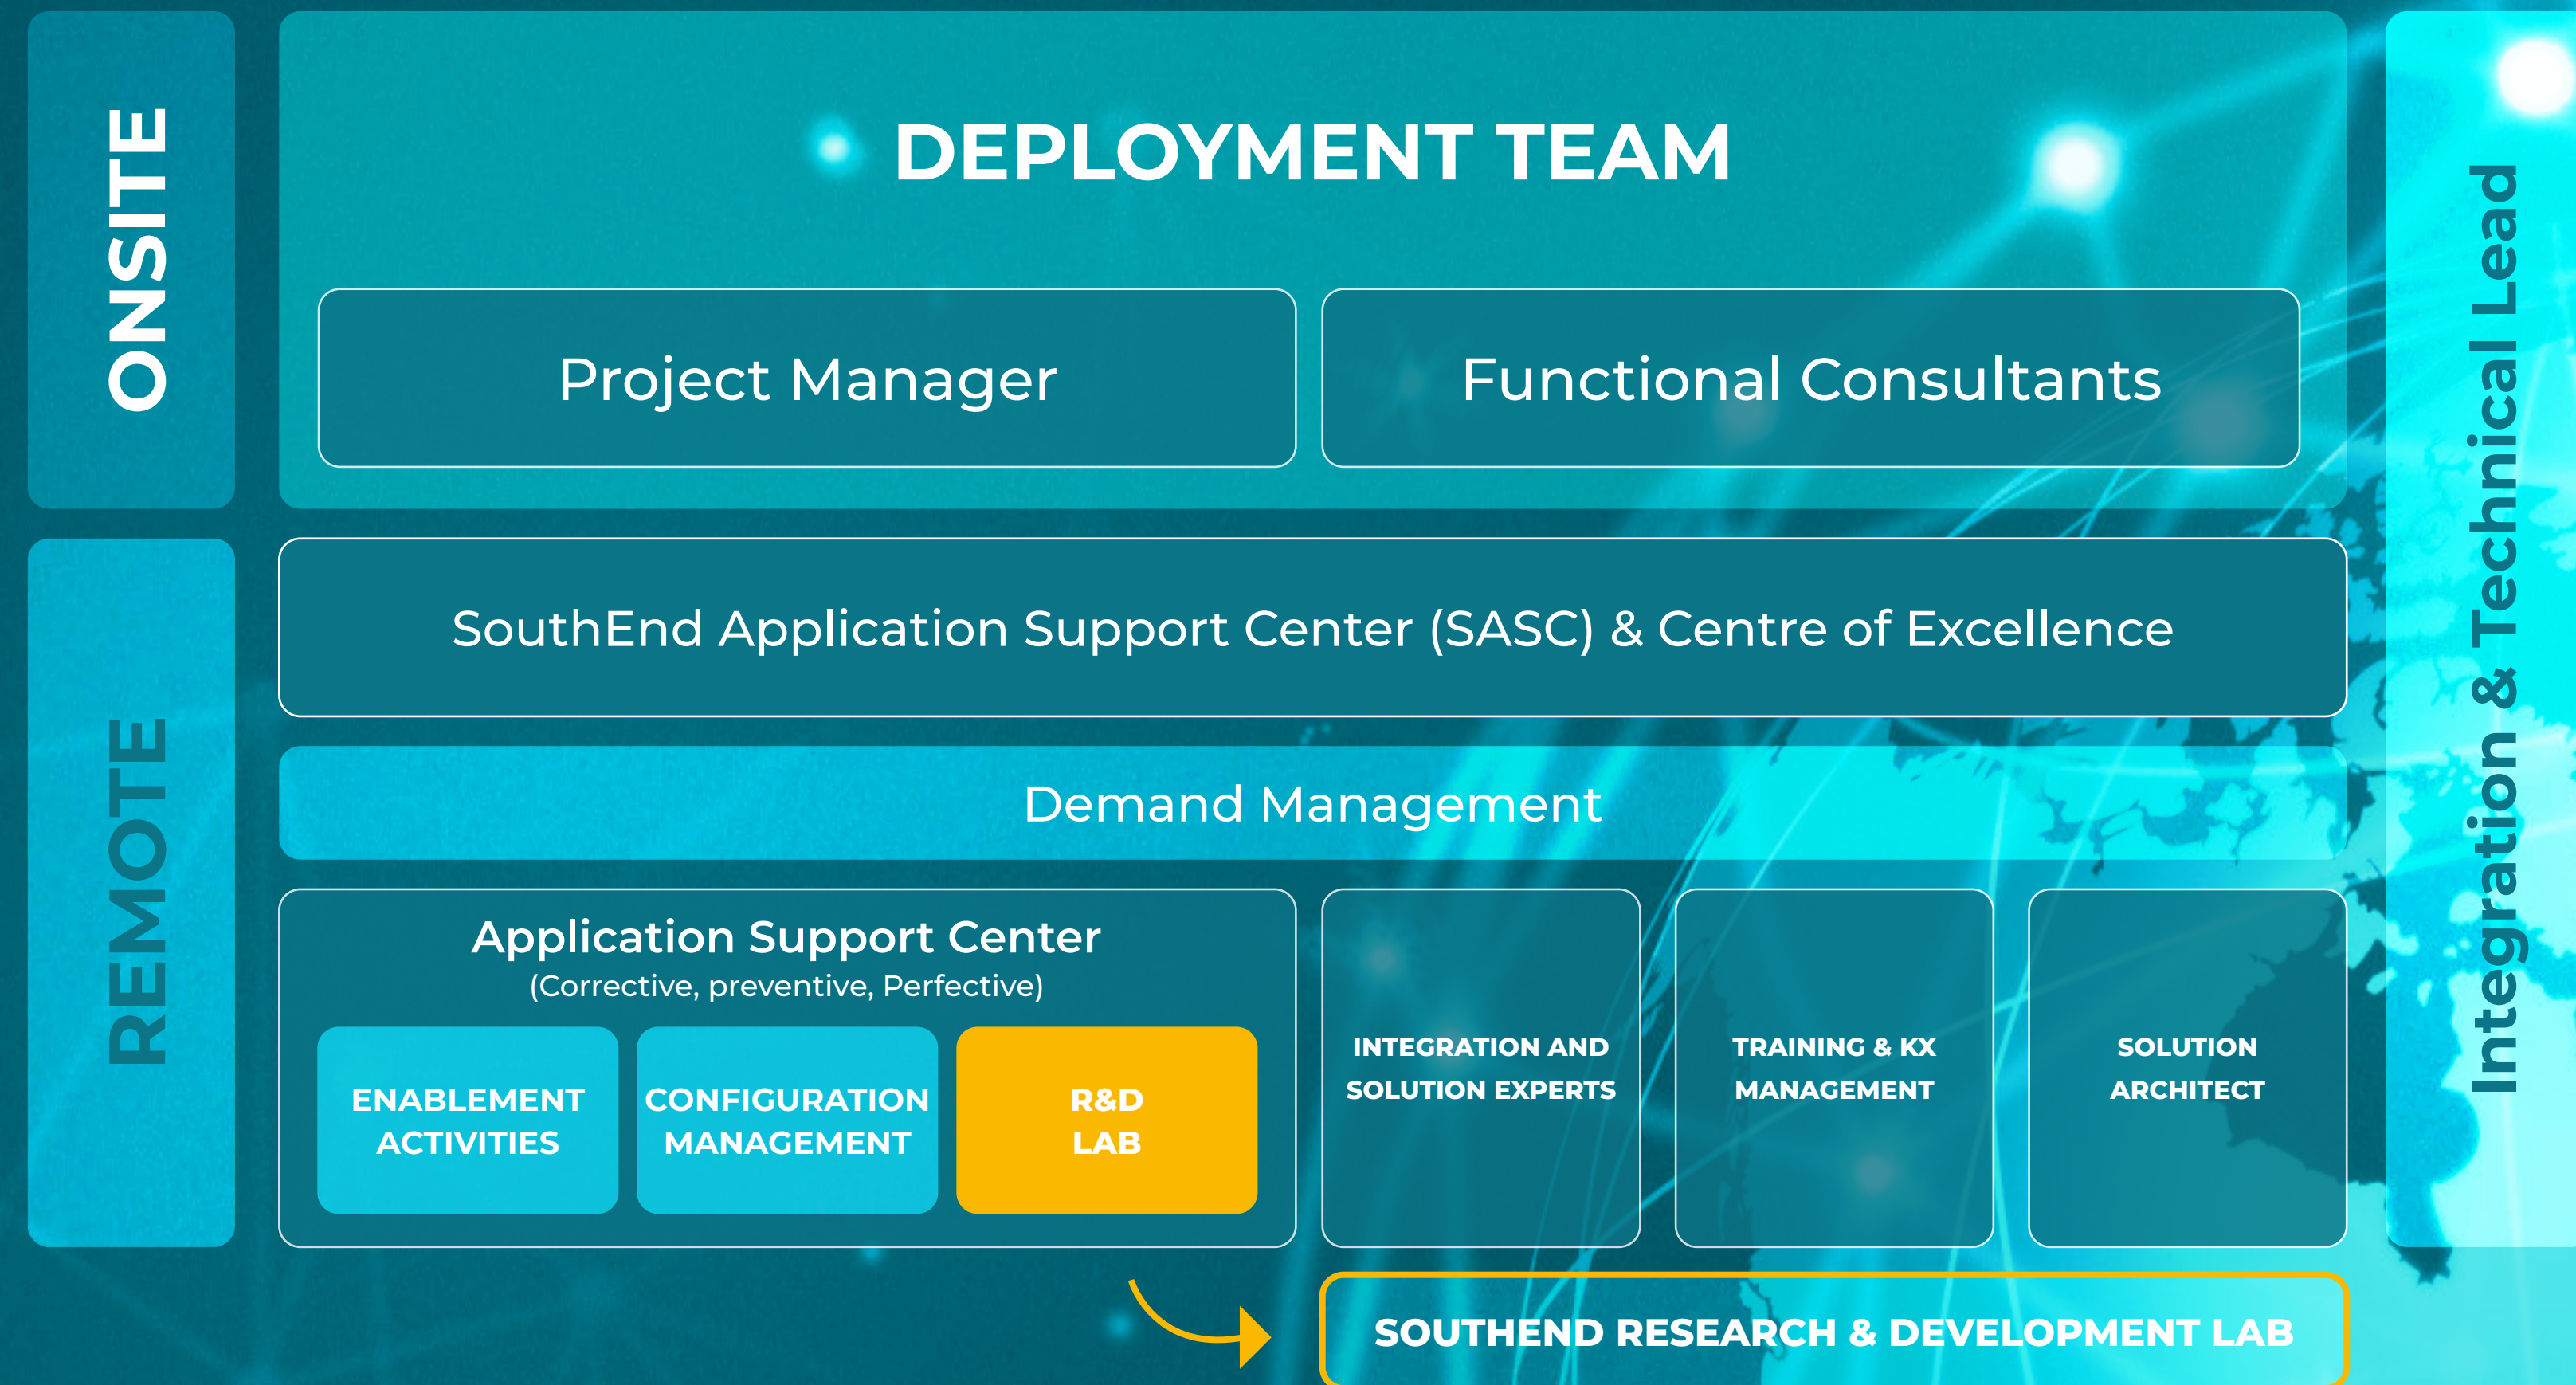 ONSITE
DEPLOYMENT TEAM
Project Manager
Functional Consultants
Integration & Technical Lead
REMOTE
SouthEnd Application Support Center (SASC) & Centre of Excellence
Demand Management
Application Support Center
(Corrective, preventive, Perfective)
ENABLEMENT
ACTIVITIES
CONFIGURATION
MANAGEMENT
R&D
LAB
INTEGRATION AND
SOLUTION EXPERTS
TRAINING & KX
MANAGEMENT
SOLUTION
ARCHITECT
SOUTHEND RESEARCH & DEVELOPMENT LAB